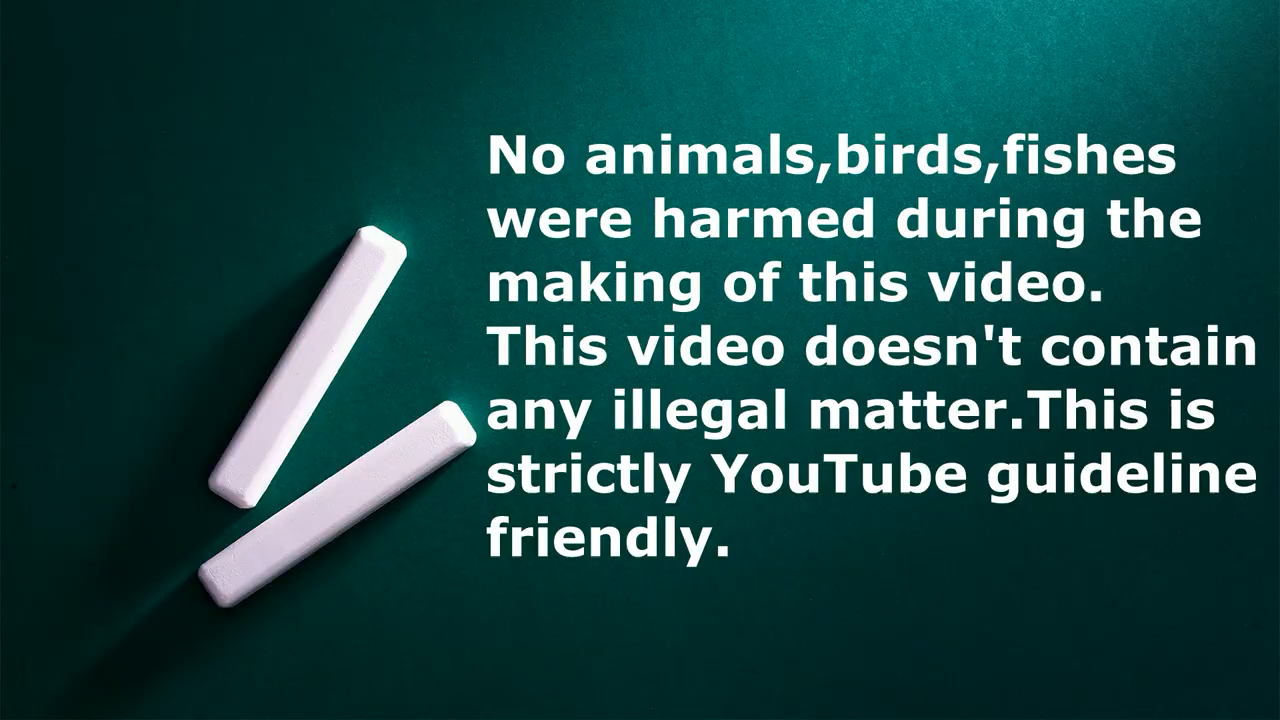 No animals,birds,fishes
were harmed during the
making of this video.
This video doesn't contain
any illegal matter.This is
strictly YouTube guideline
friendly.